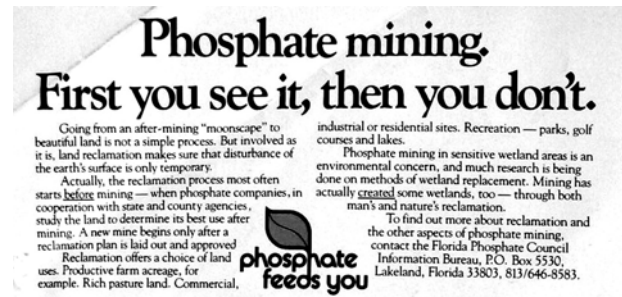 Phosphate mining.
First you see it, then you don't.
Going from an after-mining "moonscape" to
beautiful land is not a simple process. But involved as
it is, land reclamation makes sure that disturbance of
the earth's surface is only temporary.
Actually, the reclamation process most often
starts before mining — when phosphate companies, in
cooperation with state and county agencies,
study the land to determine its best use after
mining. A new mine begins only after a
reclamation plan is laid out and approved
Reclamation offers a choice of land
uses. Productive farm acreage, for
example. Rich pasture land. Commercial,
industrial or residential sites. Recreation — parks, golf
courses and lakes.
Phosphate mining in sensitive wetland areas is an
environmental concern, and much research is being
done on methods of wetland replacement. Mining has
actually created some wetlands, too — through both
man's and nature's reclamation.
To find out more about reclamation and
the other aspects of phosphate mining,
contact the Florida Phosphate Council
Information Bureau, P.O. Box 5530,
Lakeland, Florida 33803, 813/646-8583.
phosphate
feeds you